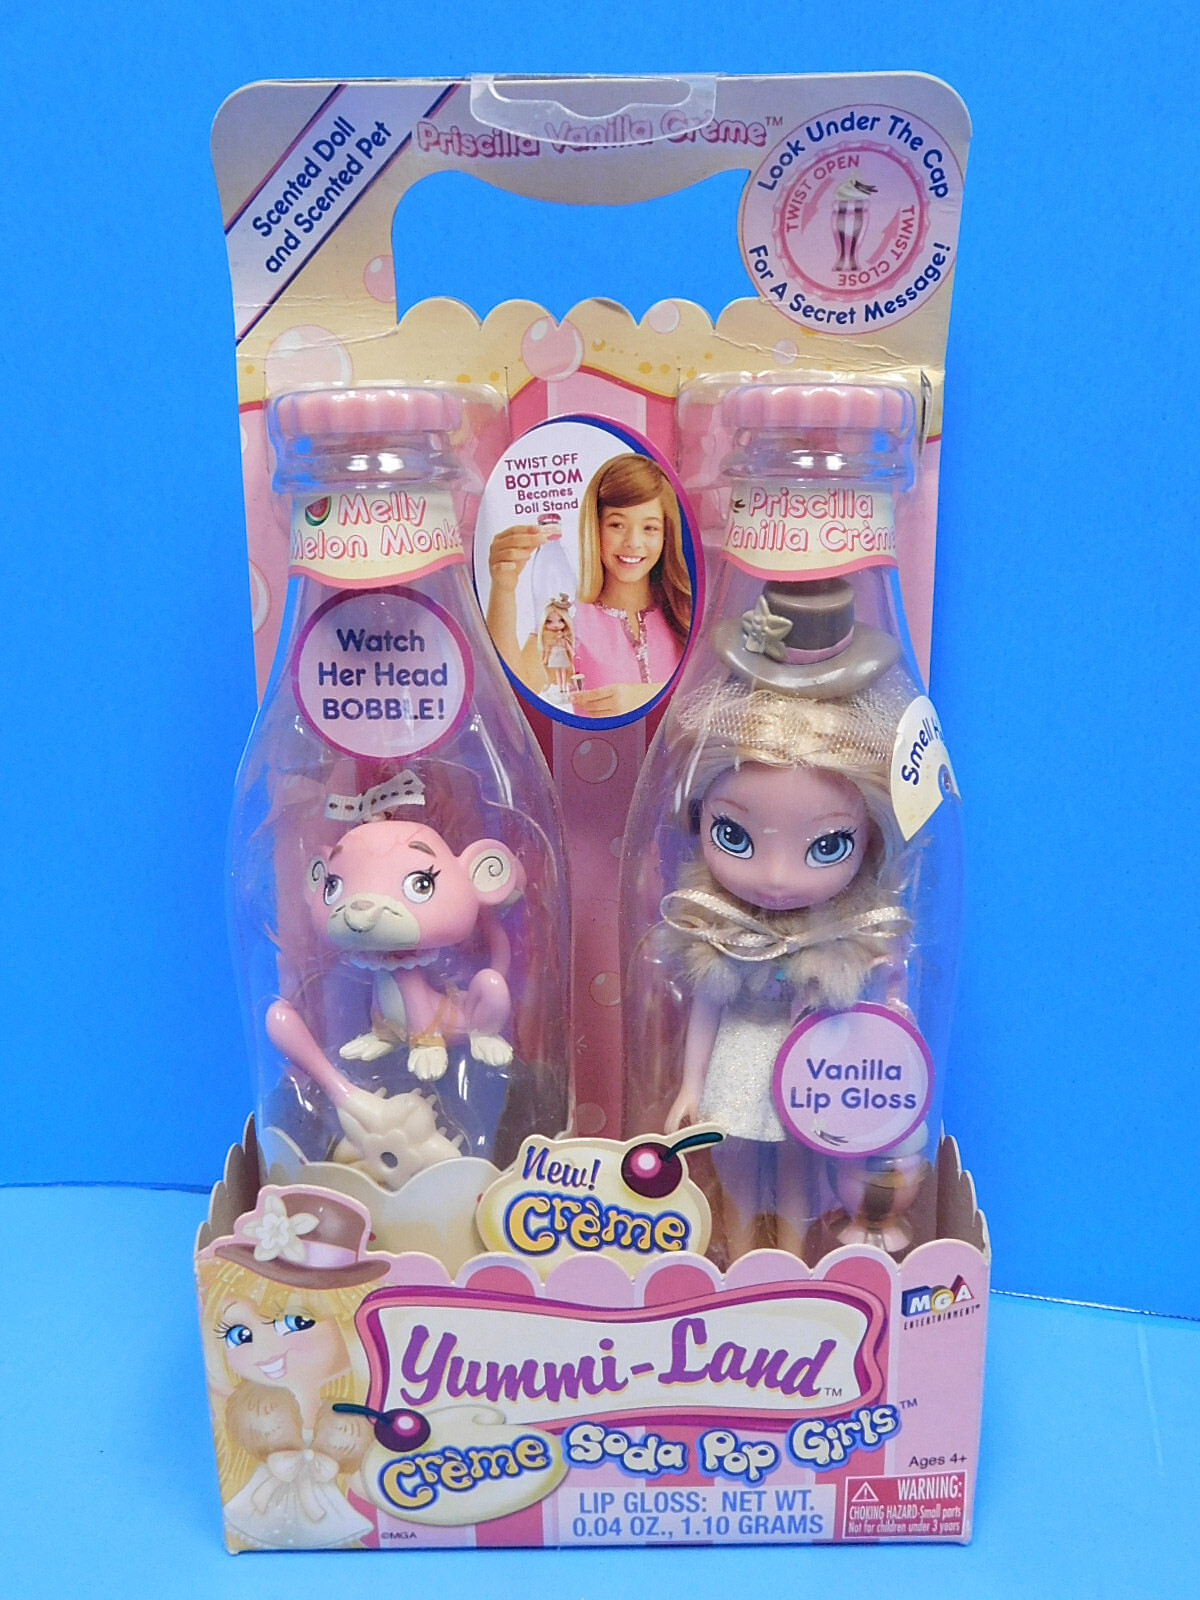 Scented Doll
and Scented Pet
Priscilla Vanilla Crème™
Look Under The Cap
TWIST OPEN
TWIST CLOSE
For A Secret Message!
TWIST OFF
BOTTOM
Becomes
Doll Stand
Melly
Melon Monk
Priscilla
Vanilla Crèm
Watch
Her Head
BOBBLE!
Smell
Vanilla
Lip Gloss
New!
Crème
MGA
ENTERTAINMENT
Yummi-Land™
Crème Soda Pop Girls™
Ages 4+
LIP GLOSS: NET WT.
0.04 OZ., 1.10 GRAMS
WARNING:
CHOKING HAZARD-Small parts
Not for children under 3 years
©MGA